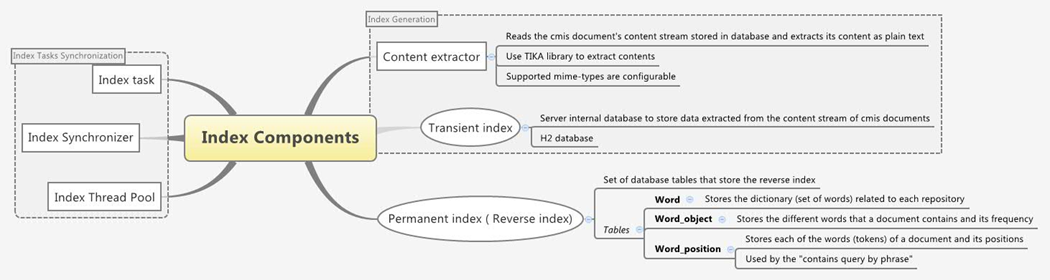 Index Tasks Synchronization
Index task
Index Synchronizer
Index Thread Pool
Index Components
Index Generation
Content extractor
Reads the cmis document's content stream stored in database and extracts its content as plain text
Use TIKA library to extract contents
Supported mime-types are configurable
Transient index
Server internal database to store data extracted from the content stream of cmis documents
H2 database
Permanent index ( Reverse index)
Set of database tables that store the reverse index
Tables
Word
Stores the dictionary (set of words) related to each repository
Word_object
Stores the different words that a document contains and its frequency
Word_position
Stores each of the words (tokens) of a document and its positions
Used by the "contains query by phrase"